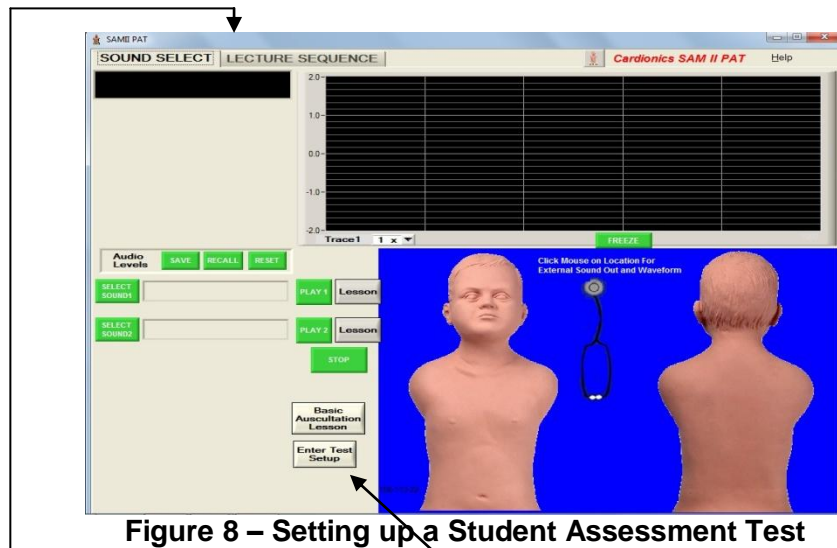 SAMII PAT
SOUND SELECT LECTURE SEQUENCE Cardionics SAM II PAT Help
2.0-
1.0-
0.0-
-1.0-
-2.0-
Trace1 1 x FREEZE
Audio Levels SAVE RECALL RESET
Click Mouse on Location For
External Sound Out and Waveform
SELECT
SOUND1 PLAY 1 Lesson
SELECT
SOUND2 PLAY 2 Lesson
STOP
Basic
Auscultation
Lesson
Enter Test
Setup
Figure 8 – Setting up a Student Assessment Test